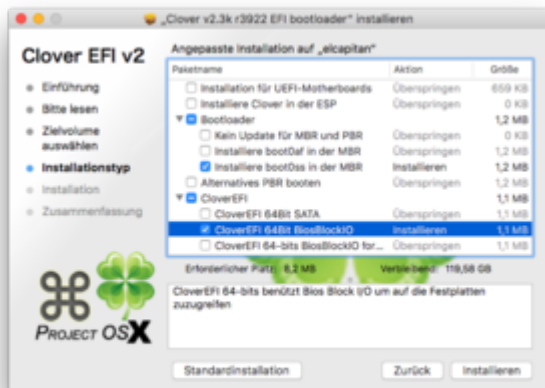 „Clover v2.3k r3922 EFI bootloader“ installieren
Clover EFI v2
Einführung
Bitte lesen
Zielvolume
auswählen
Installationstyp
Installation
Zusammenfassung
Angepasste Installation auf „elcapitan“
Paketname Aktion Größe
Installation für UEFI-Motherboards Überspringen 659 KB
Installiere Clover in der ESP Überspringen 0 KB
Bootloader 1,2 MB
Kein Update für MBR und PBR Überspringen 0 KB
Installiere boot0af in der MBR Überspringen 1,2 MB
Installiere boot0ss in der MBR Installieren 1,2 MB
Alternatives PBR booten Überspringen 1,2 MB
CloverEFI 1,1 MB
CloverEFI 64Bit SATA Überspringen 1,1 MB
CloverEFI 64Bit BiosBlockIO Installieren 1,1 MB
CloverEFI 64-bits BiosBlockIO for... Überspringen 1,1 MB
Erforderlicher Platz: 6,2 MB Verbleibend: 119,58 GB
CloverEFI 64-bits benützt Bios Block I/O um auf die Festplatten
zuzugreifen
PROJECT OSX
Standardinstallation Zurück Installieren